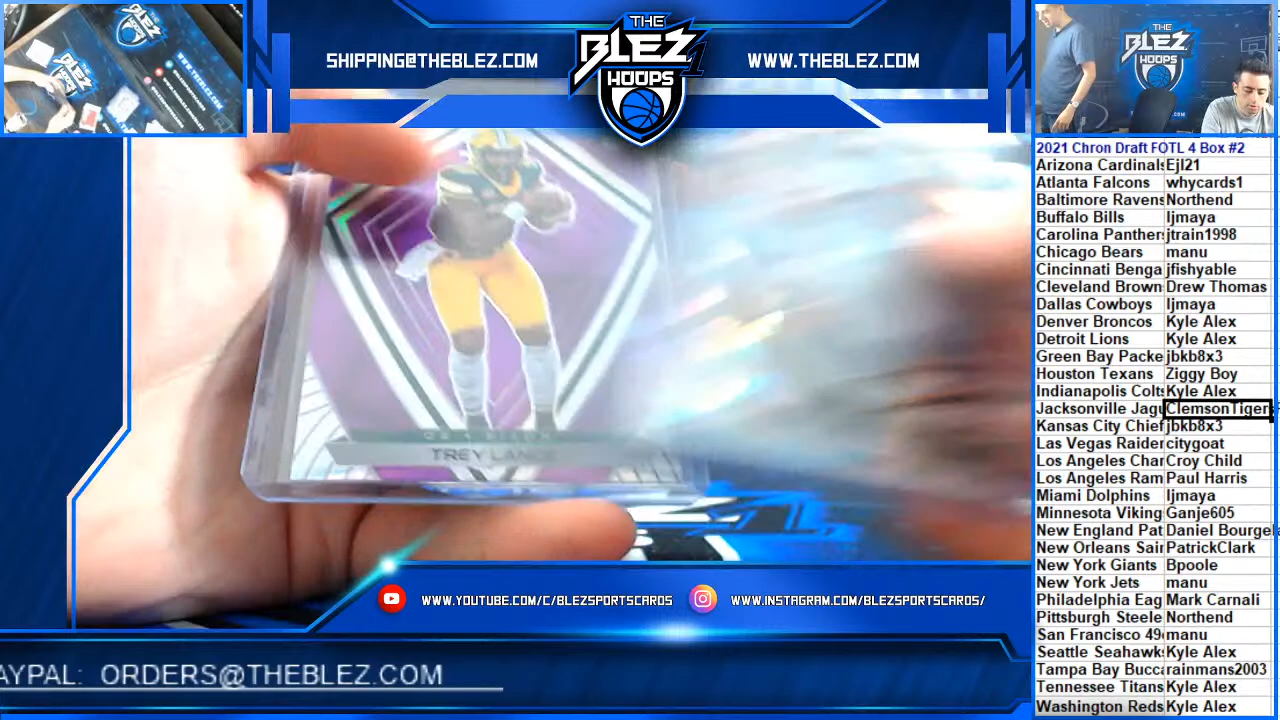 SHIPPING@THEBLEZ.COM
THE
BLEZ
HOOPS
WWW.THEBLEZ.COM
THE
BLEZ
HOOPS
2021 Chron Draft FOTL 4 Box #2
Arizona Cardinals Ejl21
Atlanta Falcons whycards1
Baltimore Ravens Northend
Buffalo Bills ljmaya
Carolina Panther jtrain1998
Chicago Bears manu
Cincinnati Benga jfishyable
Cleveland Brown Drew Thomas
Dallas Cowboys ljmaya
Denver Broncos Kyle Alex
Detroit Lions Kyle Alex
Green Bay Packe jbkb8x3
Houston Texans Ziggy Boy
Indianapolis Colts Kyle Alex
Jacksonville Jagu ClemsonTiger
Kansas City Chief jbkb8x3
Las Vegas Raider citygoat
Los Angeles Char Croy Child
Los Angeles Ram Paul Harris
Miami Dolphins ljmaya
Minnesota Viking Ganje605
New England Pat Daniel Bourgel
New Orleans Sain PatrickClark
New York Giants Bpoole
New York Jets manu
Philadelphia Eag Mark Carnali
Pittsburgh Steele Northend
San Francisco 49 manu
Seattle Seahawk Kyle Alex
Tampa Bay Bucca rainmans2003
Tennessee Titans Kyle Alex
Washington Reds Kyle Alex
TREY LANCE
WWW.YOUTUBE.COM/C/BLEZSPORTSCARDS
WWW.INSTAGRAM.COM/BLEZSPORTSCARDS/
AYPAL: ORDERS@THEBLEZ.COM